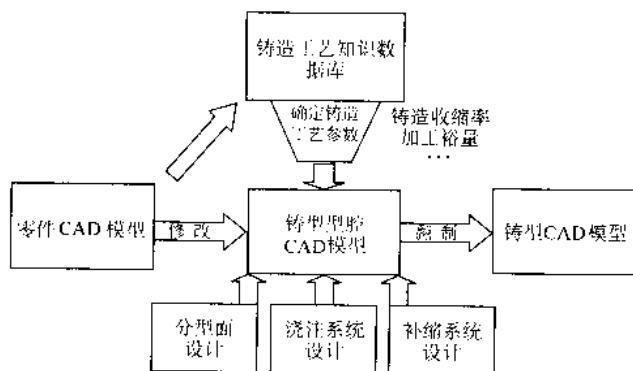 铸造工艺知识数
据库
确定铸造
工艺参数
铸造收缩率
加工裕量
…
零件CAD模型
修改
铸型型腔
CAD模型
翻制
铸型CAD模型
分型面
设计
浇注系统
设计
补缩系统
设计